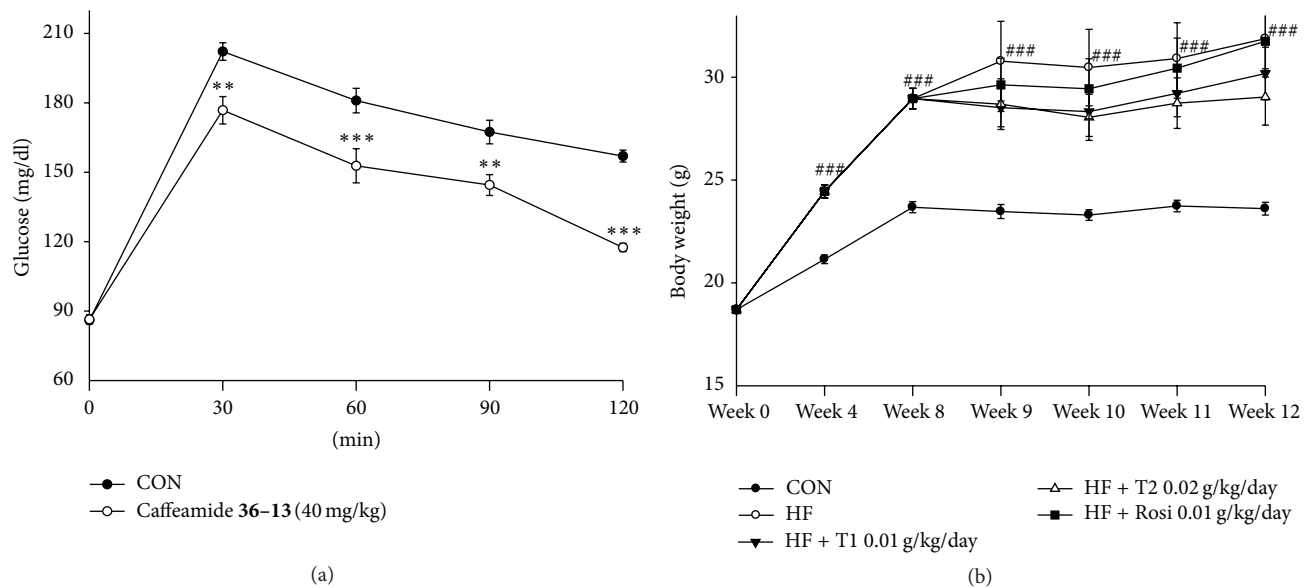 210
180
150
120
90
60
Glucose (mg/dl)
**
***
**
***
0 30 60 90 120
(min)
CON
Caffeamide 36–13 (40 mg/kg)
(a)
30
25
20
15
Body weight (g)
###
###
###
###
###
###
Week 0 Week 4 Week 8 Week 9 Week 10 Week 11 Week 12
CON
HF
HF + T1 0.01 g/kg/day
HF + T2 0.02 g/kg/day
HF + Rosi 0.01 g/kg/day
(b)